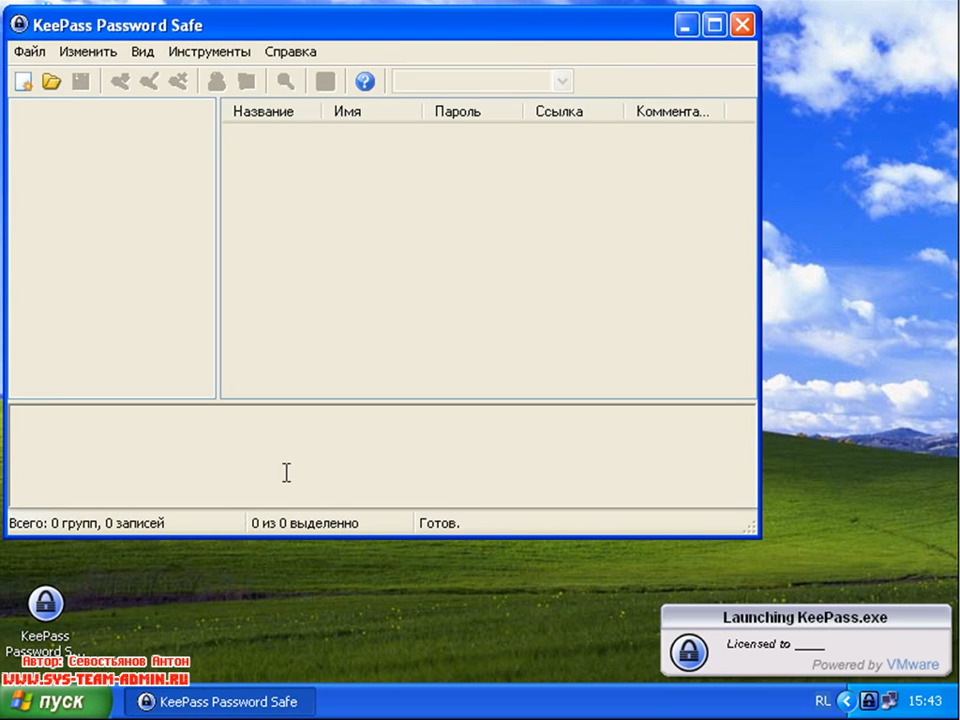 KeePass Password Safe
Файл Изменить Вид Инструменты Справка
Название Имя Пароль Ссылка Коммента...
Всего: 0 групп, 0 записей 0 из 0 выделенно Готов.
KeePass
Password S...
Launching KeePass.exe
Licensed to ____
Powered by VMware
Автор: Севостьянов Антон
WWW.SYS-TEAM-ADMIN.RU
пуск KeePass Password Safe RL 15:43